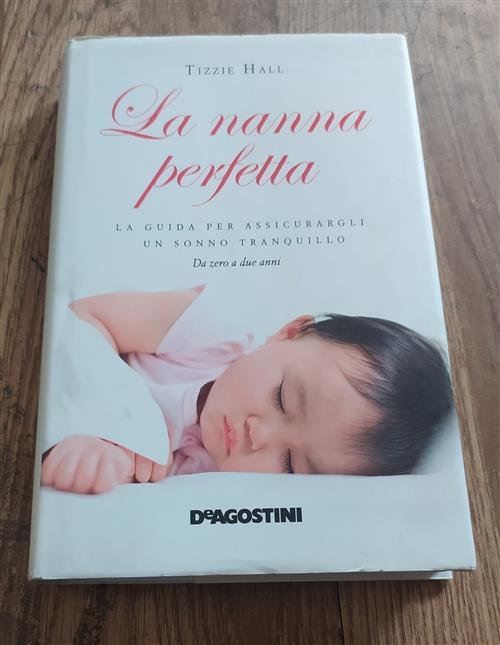 TIZZIE HALL
La nanna
perfetta
LA GUIDA PER ASSICURARGLI
UN SONNO TRANQUILLO
Da zero a due anni
DeAGOSTINI